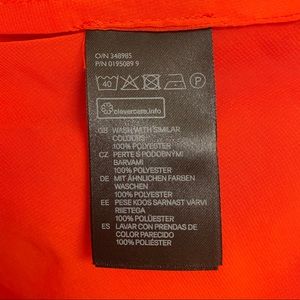 O/N 348985
P/N 0195089 9
40 P
clevercare.info
GB WASH WITH SIMILAR
COLOURS
100% POLYESTER
CZ PERTE S PODOBNÝMI
BARVAMI
100% POLYESTER
DE MIT ÄHNLICHEN FARBEN
WASCHEN
100% POLYESTER
EE PESE KOOS SARNAST VÄRVI
RIIETEGA
100% POLÜESTER
ES LAVAR CON PRENDAS DE
COLOR PARECIDO
100% POLIÉSTER